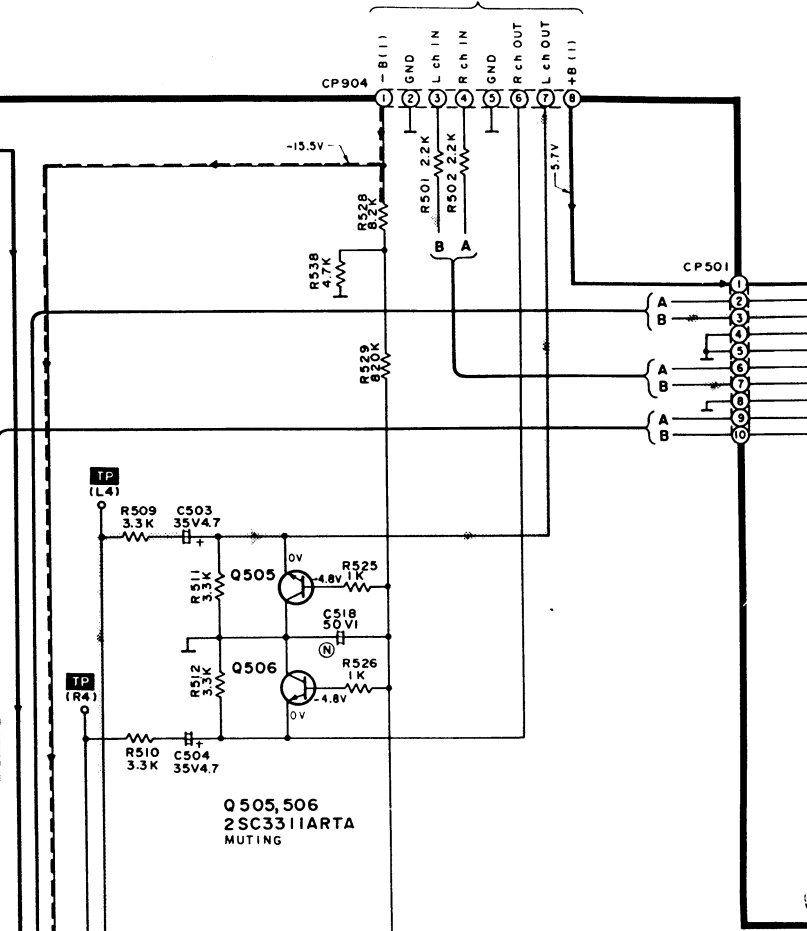 -B(1)
GND
L ch IN
R ch IN
GND
R ch OUT
L ch OUT
+B(1)
CP904
1 2 3 4 5 6 7 8
-15.5V
R501 2.2K
R502 2.2K
-5.7V
R528
8.2K
B A
R538
4.7K
CP501
1
A 2
B 3
4
5
A 6
B 7
8
A 9
B 10
R529
820K
TP
(L4)
R509
3.3K
C503
35V4.7
+
R511
3.3K
Q505
0V
-4.8V
R525
1K
C518
50V1
N
Q506
R512
3.3K
R526
1K
-4.8V
0V
TP
(R4)
R510
3.3K
C504
35V4.7
+
Q505,506
2SC3311ARTA
MUTING